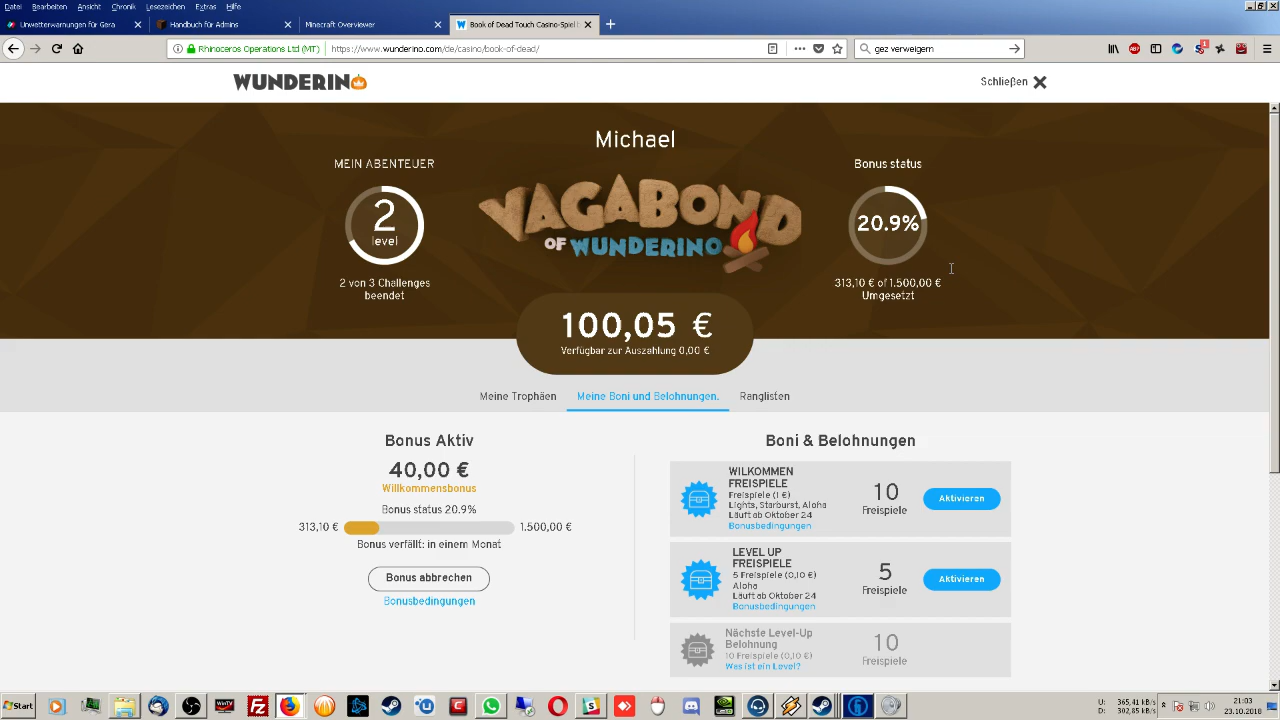 Datei Bearbeiten Ansicht Chronik Lesezeichen Extras Hilfe
Unwetterwarnungen für Gera
Handbuch für Admins
Minecraft Overviewer
Book of Dead Touch Casino-Spiel
Rhinoceros Operations Ltd (MT)
https://www.wunderino.com/de/casino/book-of-dead/
gez verweigern
WUNDERINO
Schließen
Michael
MEIN ABENTEUER
2
level
2 von 3 Challenges
beendet
VAGABOND
OF WUNDERINO
Bonus status
20.9%
313,10 € of 1.500,00 €
Umgesetzt
100,05 €
Verfügbar zur Auszahlung 0,00 €
Meine Trophäen
Meine Boni und Belohnungen.
Ranglisten
Bonus Aktiv
40,00 €
Willkommensbonus
Bonus status 20.9%
313,10 €
1.500,00 €
Bonus verfällt: in einem Monat
Bonus abbrechen
Bonusbedingungen
Boni & Belohnungen
WILKOMMEN
FREISPIELE
Freispiele (1 €)
Lights, Starburst, Aloha
Läuft ab Oktober 24
Bonusbedingungen
10
Freispiele
Aktivieren
LEVEL UP
FREISPIELE
5 Freispiele (0,10 €)
Aloha
Läuft ab Oktober 24
Bonusbedingungen
5
Freispiele
Aktivieren
Nächste Level-Up
Belohnung
10 Freispiele (0,10 €)
Was ist ein Level?
10
Freispiele
Start
U: 365,41 kB/s
D: 302,85 kB/s
21:03
23.10.2018